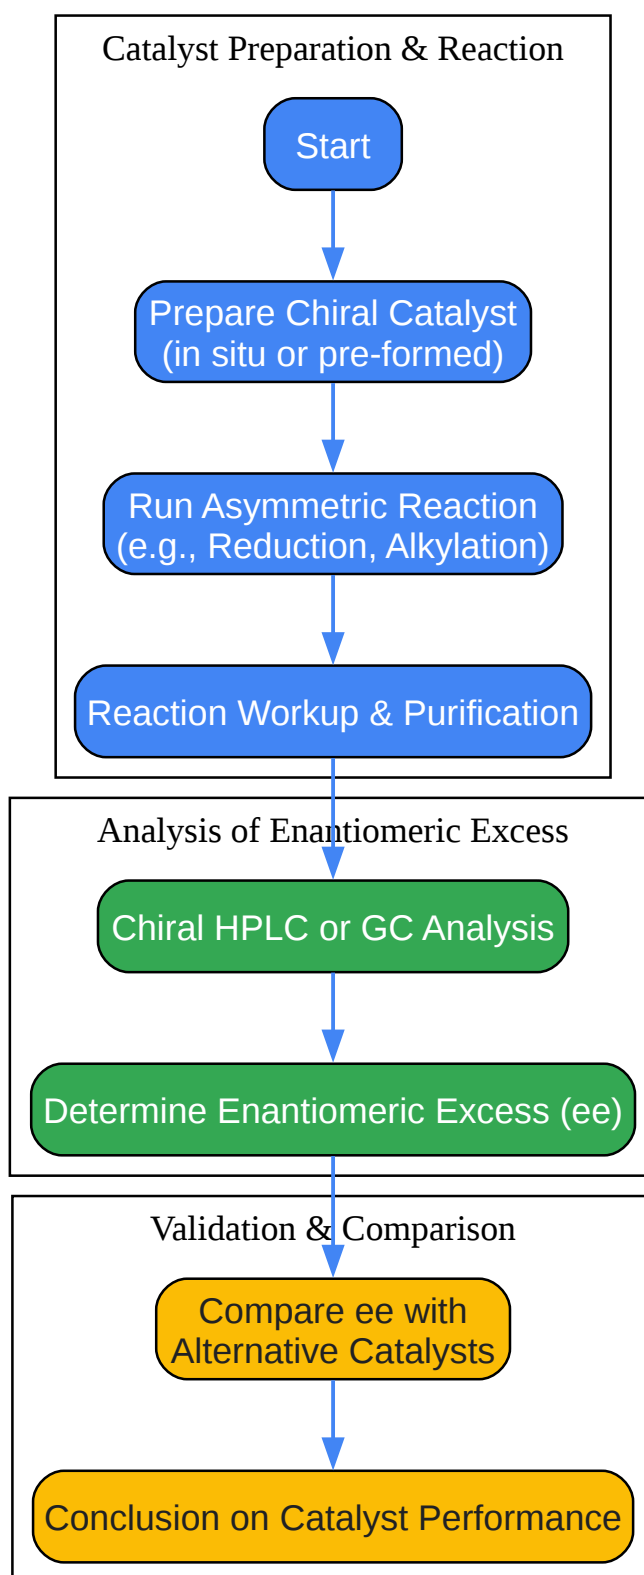 Catalyst Preparation & Reaction
Start
Prepare Chiral Catalyst
(in situ or pre-formed)
Run Asymmetric Reaction
(e.g., Reduction, Alkylation)
Reaction Workup & Purification
Analysis of Enantiomeric Excess
Chiral HPLC or GC Analysis
Determine Enantiomeric Excess (ee)
Validation & Comparison
Compare ee with
Alternative Catalysts
Conclusion on Catalyst Performance